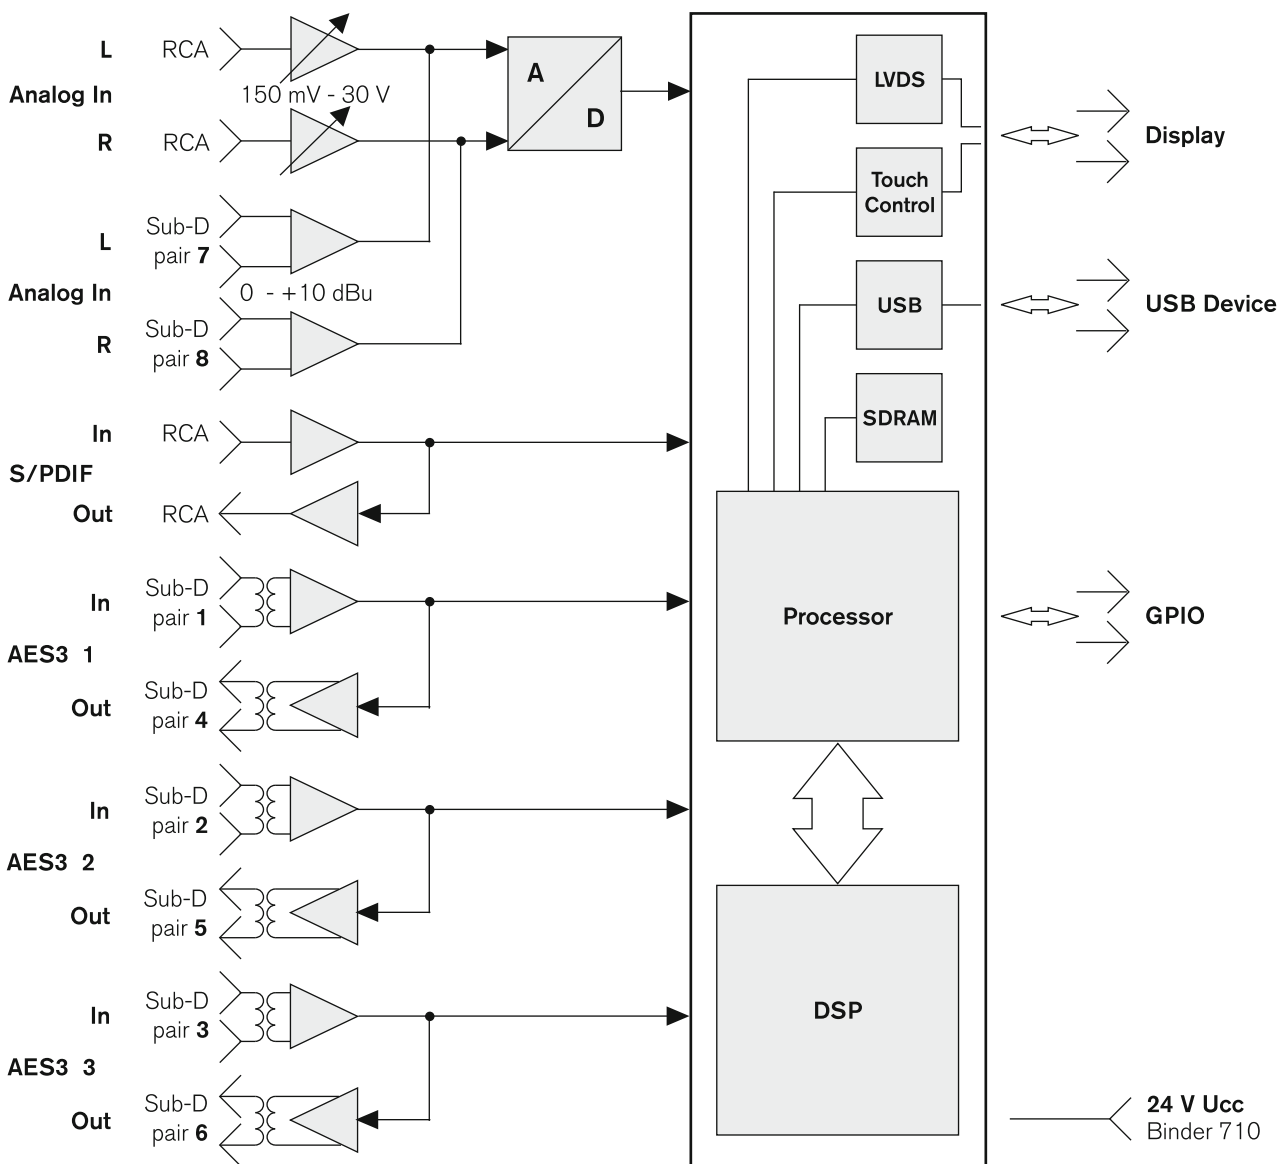 L RCA
Analog In 150 mV - 30 V
R RCA
A
D
L Sub-D
pair 7
Analog In 0 - +10 dBu
R Sub-D
pair 8
In RCA
S/PDIF
Out RCA
In Sub-D
pair 1
AES3 1
Out Sub-D
pair 4
In Sub-D
pair 2
AES3 2
Out Sub-D
pair 5
In Sub-D
pair 3
AES3 3
Out Sub-D
pair 6
LVDS
Touch
Control
USB
SDRAM
Processor
DSP
Display
USB Device
GPIO
24 V Ucc
Binder 710